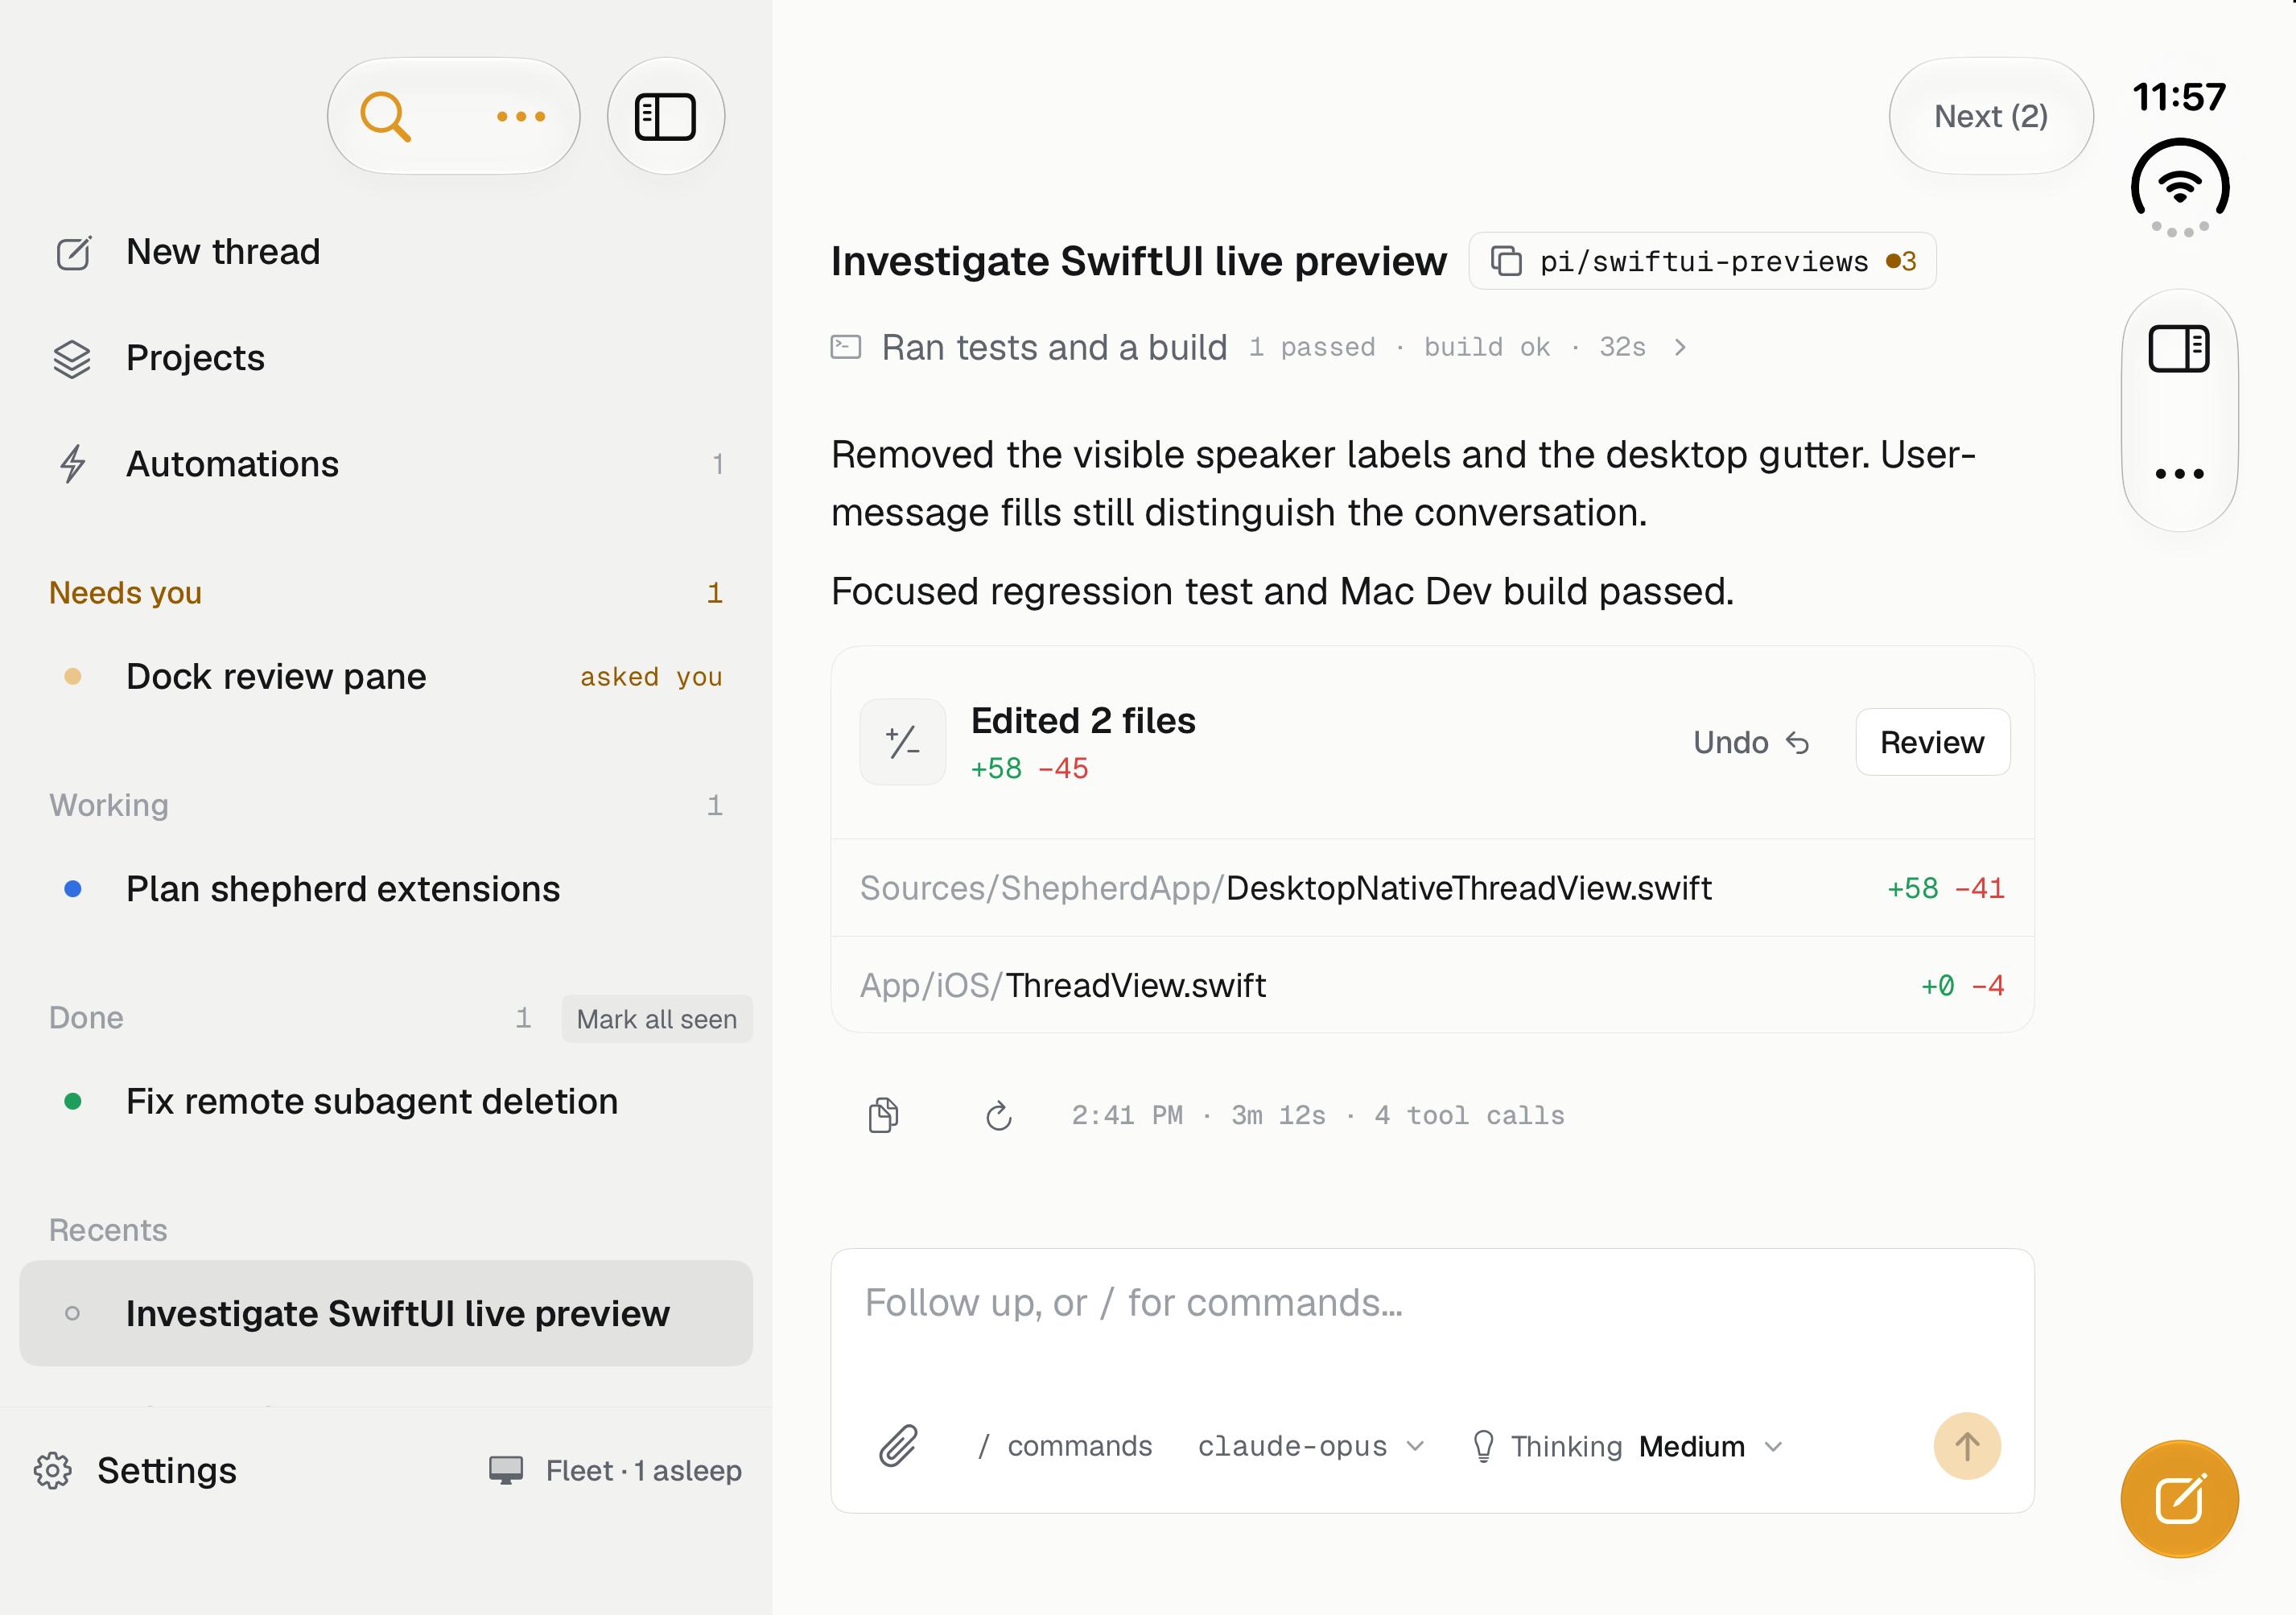 New thread
Projects
Automations 1
Needs you 1
Dock review pane asked you
Working 1
Plan shepherd extensions
Done 1 Mark all seen
Fix remote subagent deletion
Recents
Investigate SwiftUI live preview
Settings Fleet · 1 asleep
Next (2)
11:57
Investigate SwiftUI live preview pi/swiftui-previews 3
Ran tests and a build 1 passed · build ok · 32s
Removed the visible speaker labels and the desktop gutter. User-
message fills still distinguish the conversation.
Focused regression test and Mac Dev build passed.
Edited 2 files
+58 −45
Undo Review
Sources/ShepherdApp/DesktopNativeThreadView.swift +58 −41
App/iOS/ThreadView.swift +0 −4
2:41 PM · 3m 12s · 4 tool calls
Follow up, or / for commands…
/ commands claude-opus Thinking Medium